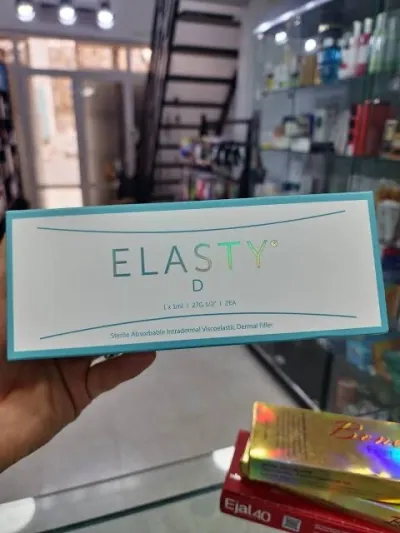 ELASTY®
D
1 x 1ml | 27G 1/2" | 2EA
Sterile Absorbable Intradermal Viscoelastic Dermal Filler
Ejal40